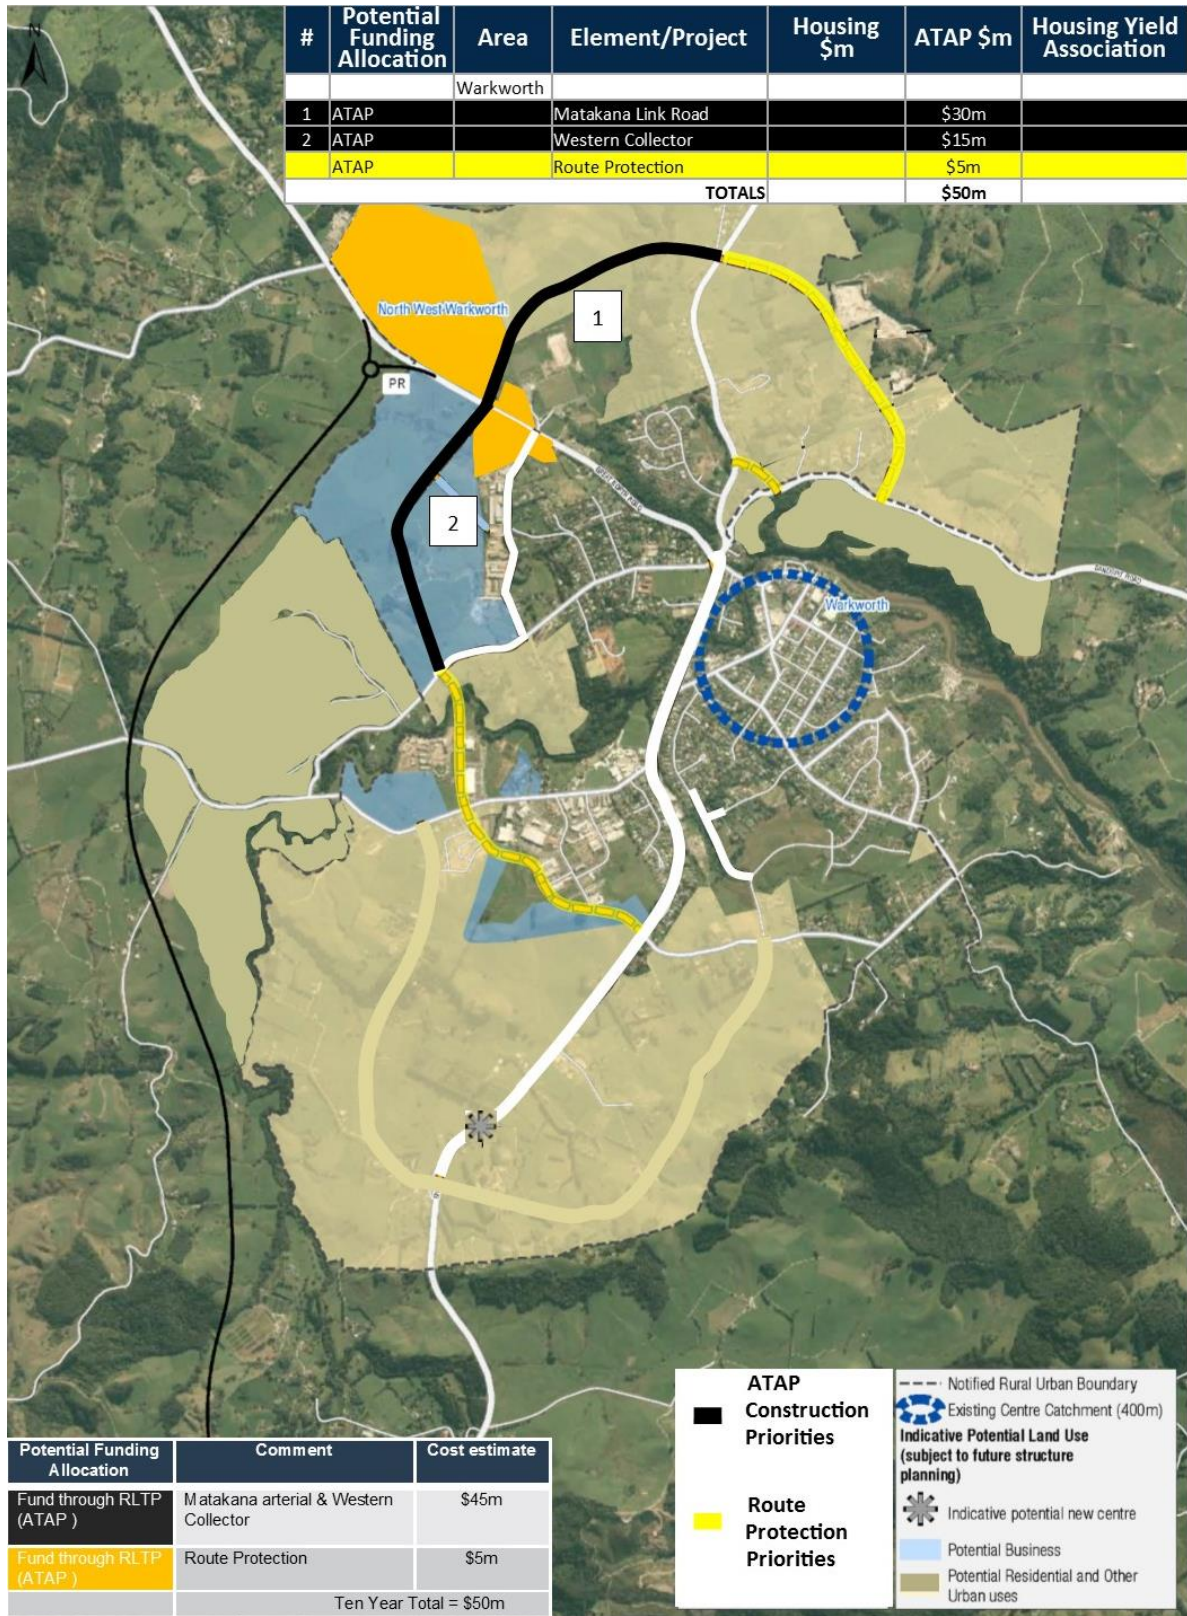 N
# Potential Funding Allocation Area Element/Project Housing $m ATAP $m Housing Yield Association
Warkworth
1 ATAP Matakana Link Road $30m
2 ATAP Western Collector $15m
ATAP Route Protection $5m
TOTALS $50m
North West Warkworth
1
PR
2
Warkworth
SANDSPIT ROAD
ATAP
Construction
Priorities
Route
Protection
Priorities
Notified Rural Urban Boundary
Existing Centre Catchment (400m)
Indicative Potential Land Use
(subject to future structure
planning)
Indicative potential new centre
Potential Business
Potential Residential and Other
Urban uses
Potential Funding Allocation Comment Cost estimate
Fund through RLTP (ATAP ) Matakana arterial & Western Collector $45m
Fund through RLTP (ATAP ) Route Protection $5m
Ten Year Total = $50m